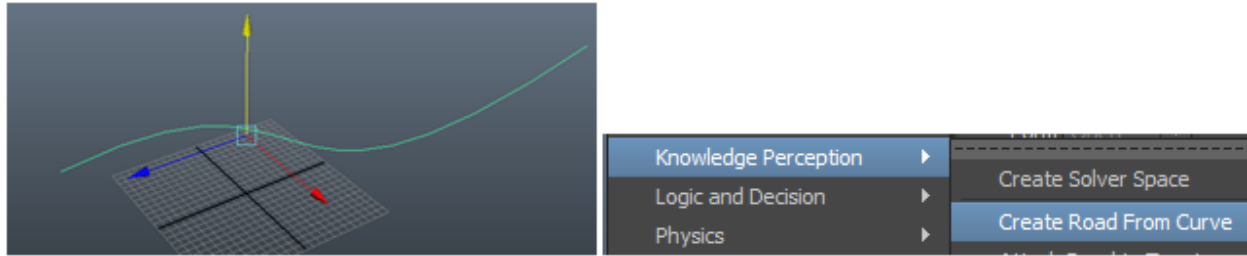 Knowledge Perception
Logic and Decision
Physics
Create Solver Space
Create Road From Curve